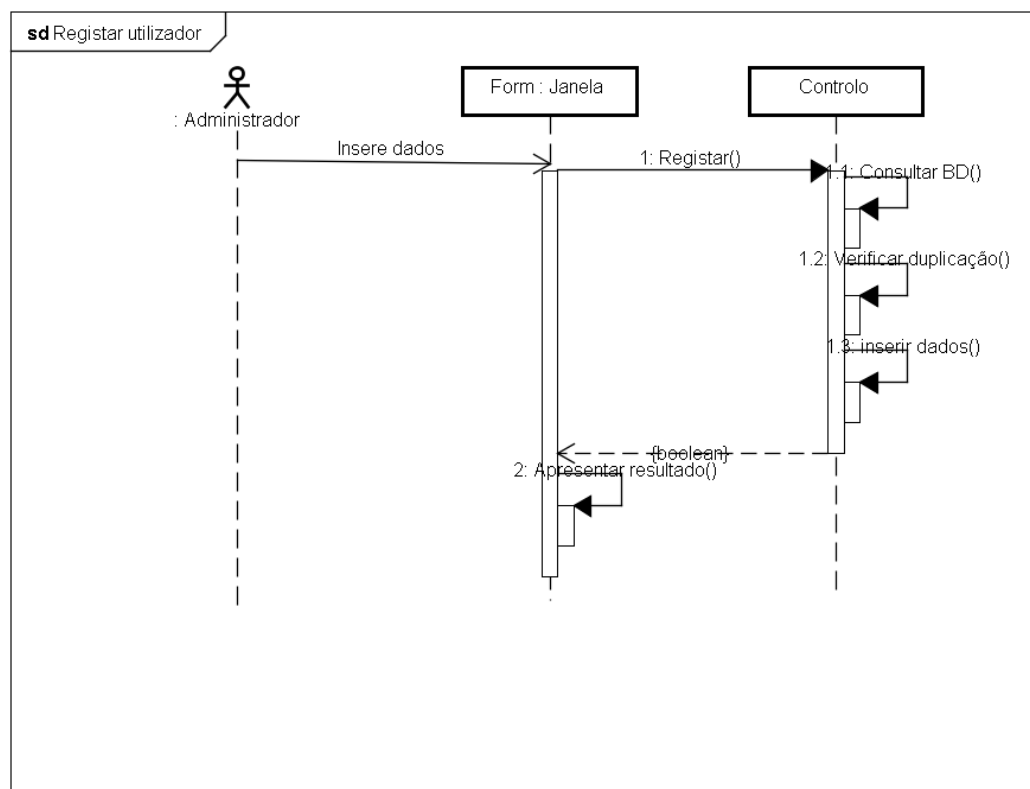 sd Registar utilizador
: Administrador
Form : Janela
Controlo
Insere dados
1: Registar()
1.1: Consultar BD()
1.2: Verificar duplicação()
1.3: inserir dados()
{boolean}
2: Apresentar resultado()